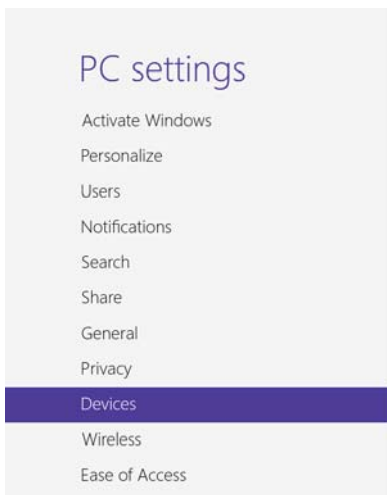 PC settings
Activate Windows
Personalize
Users
Notifications
Search
Share
General
Privacy
Devices
Wireless
Ease of Access